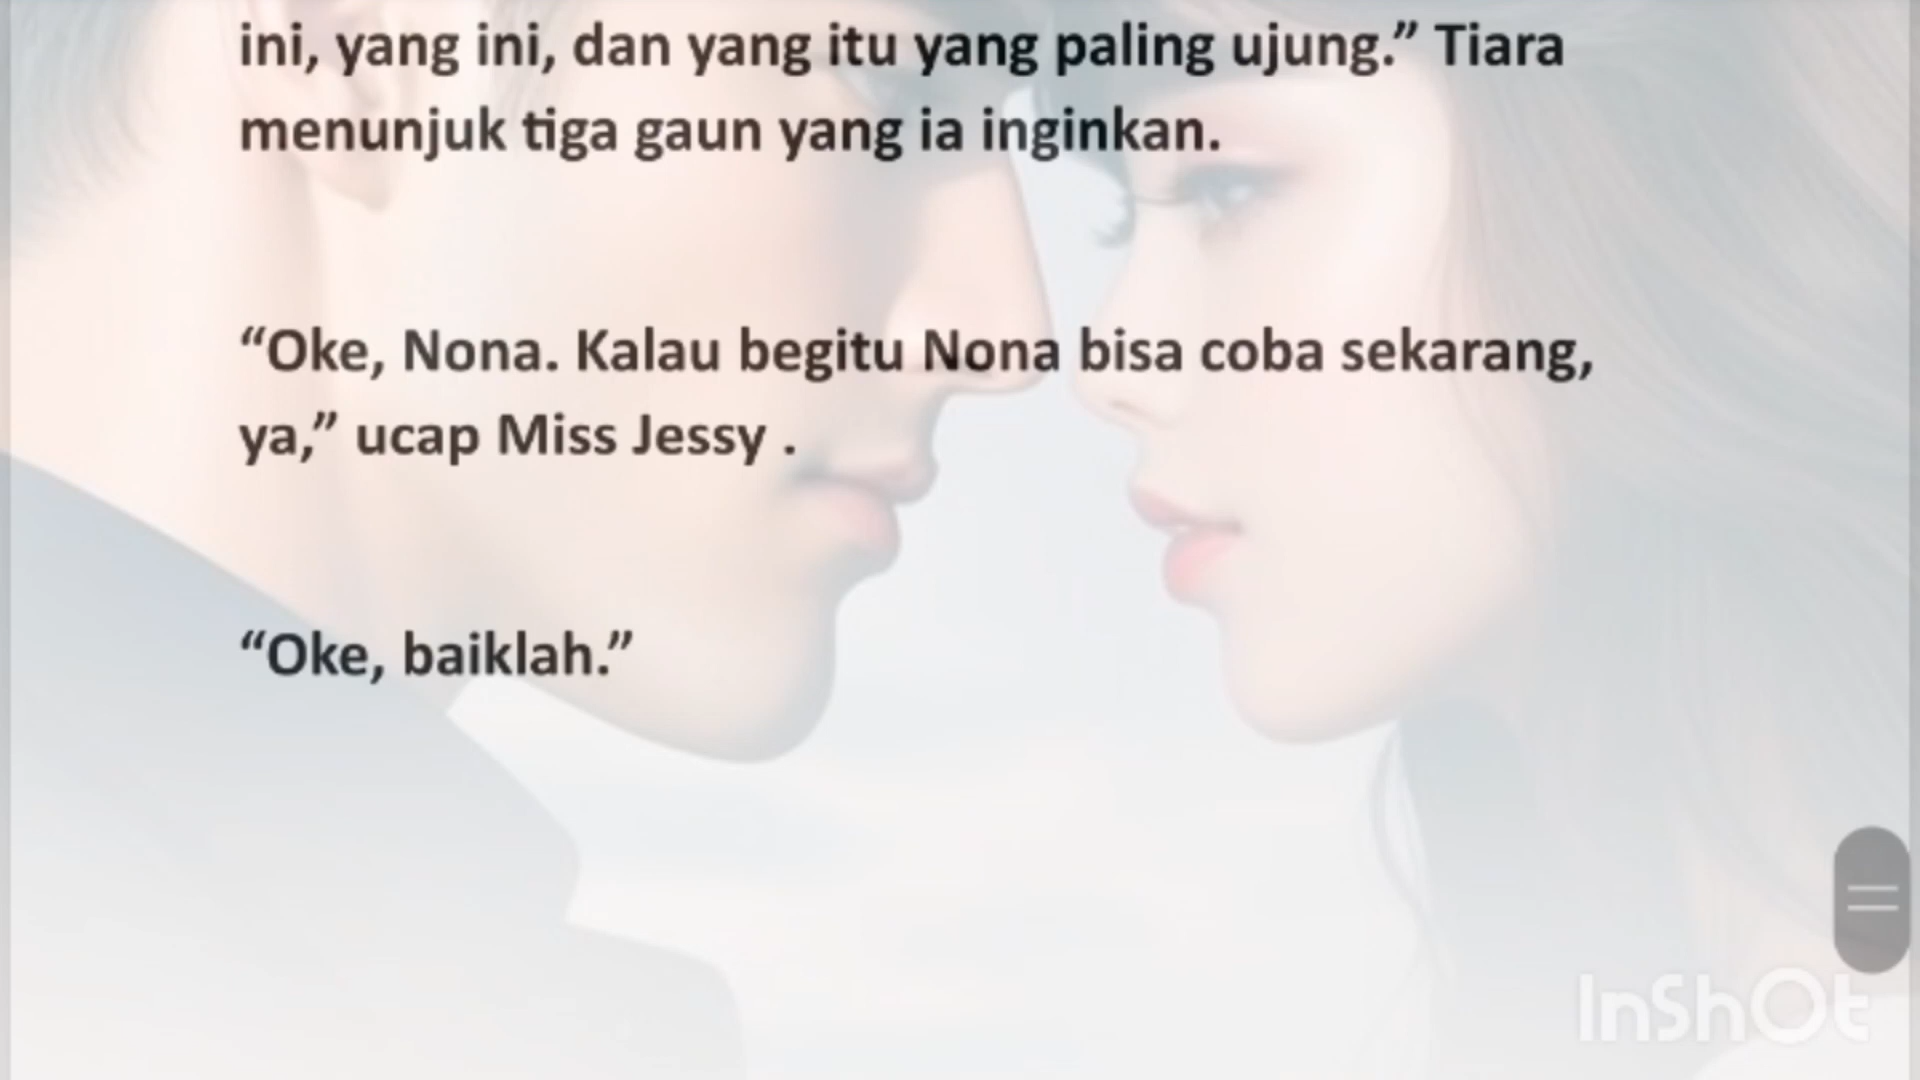 ini, yang ini, dan yang itu yang paling ujung.” Tiara
menunjuk tiga gaun yang ia inginkan.
“Oke, Nona. Kalau begitu Nona bisa coba sekarang,
ya,” ucap Miss Jessy .
“Oke, baiklah.”
InShOt